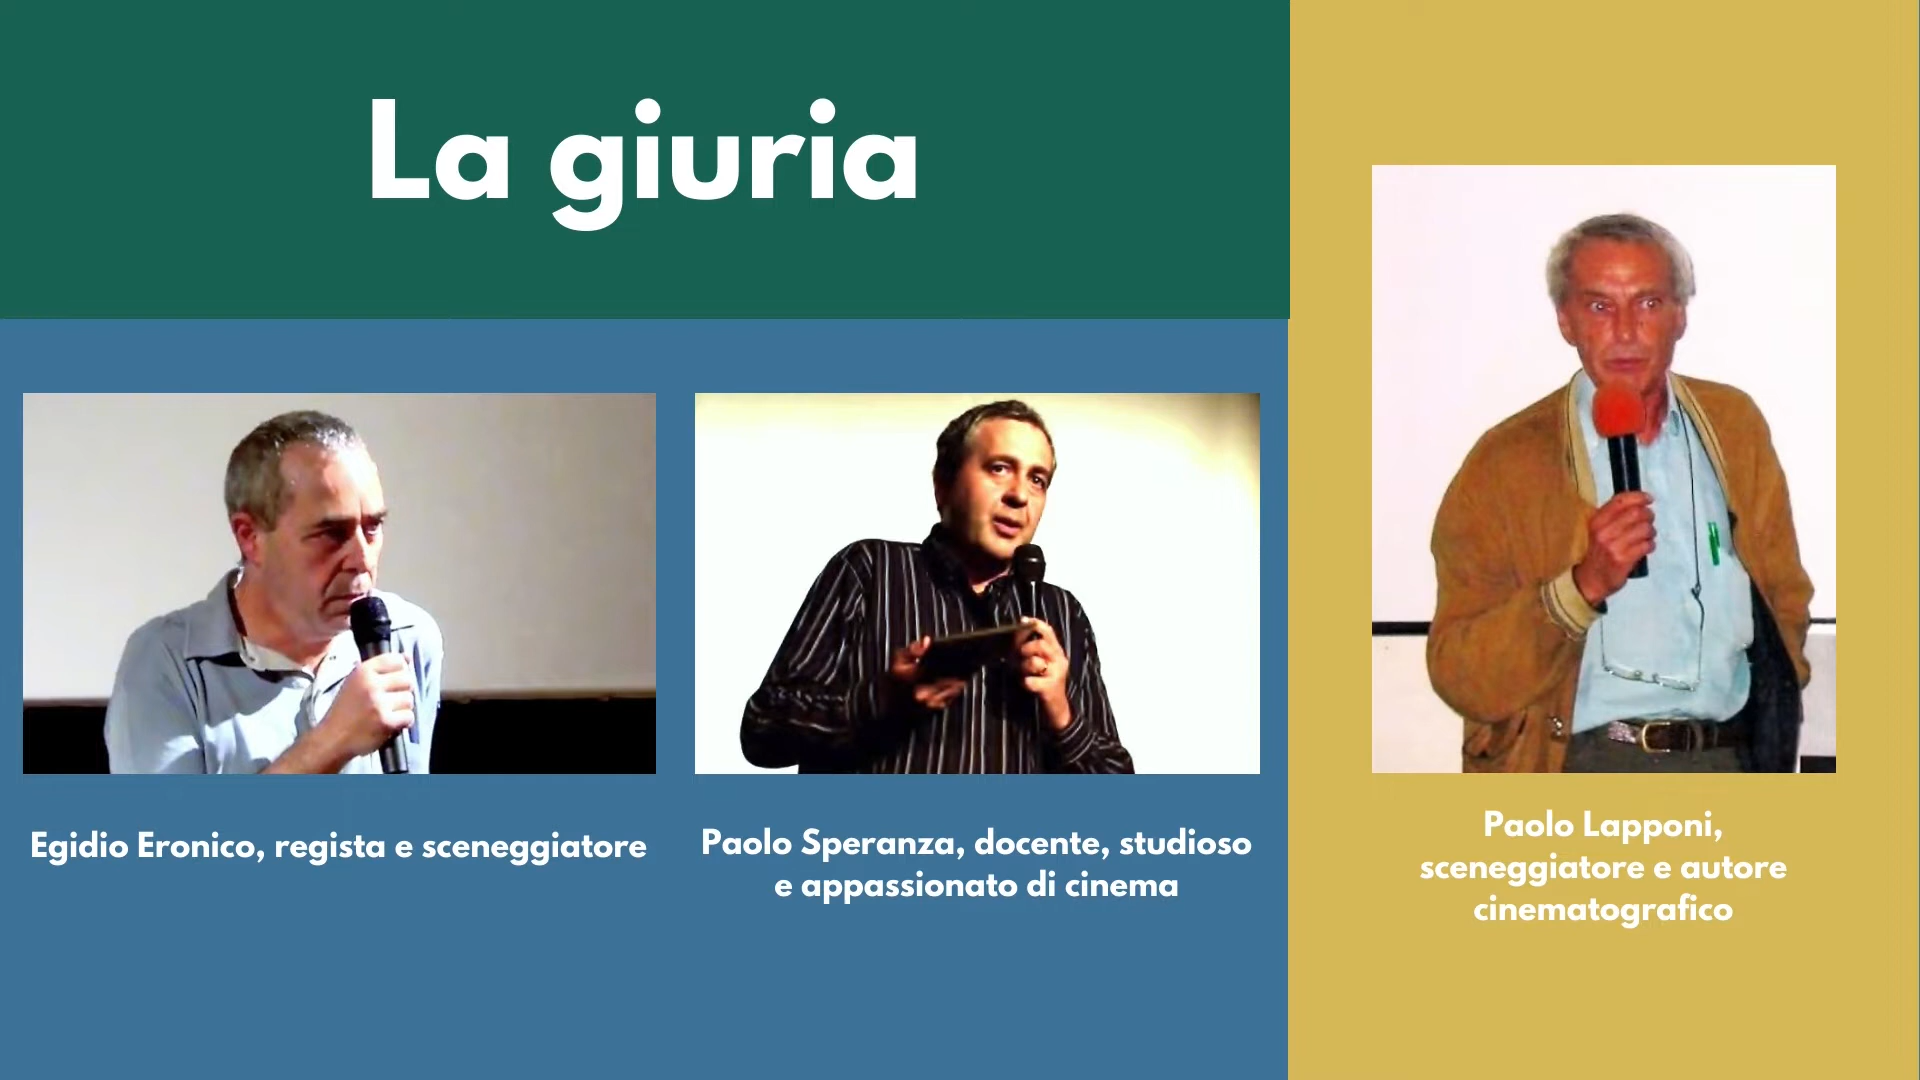 La giuria
Egidio Eronico, regista e sceneggiatore
Paolo Speranza, docente, studioso
e appassionato di cinema
Paolo Lapponi,
sceneggiatore e autore
cinematografico